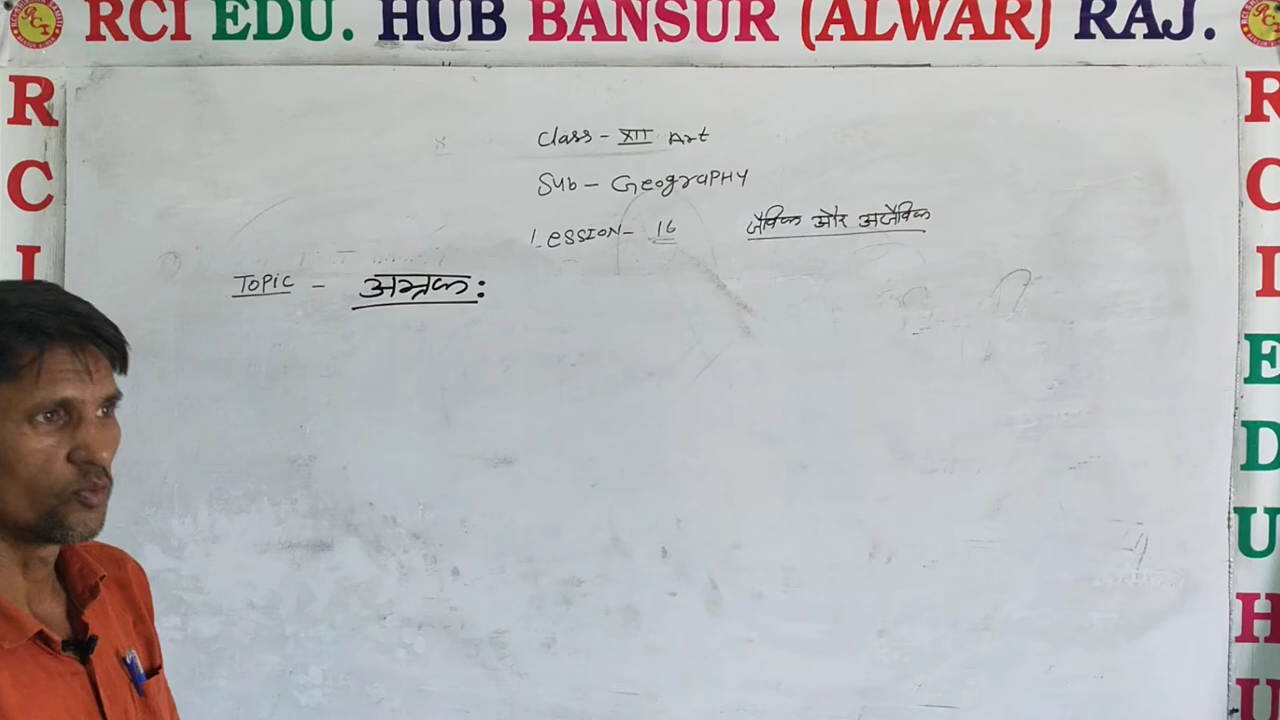 RCI EDU. HUB BANSUR (ALWAR) RAJ.
Class - XII Art
Sub - GeograPHY
LESSION - 16 जैविक और अजैविक
TOPIC - अभ्रक :
R
C
I
R
C
I
E
D
U
H
U